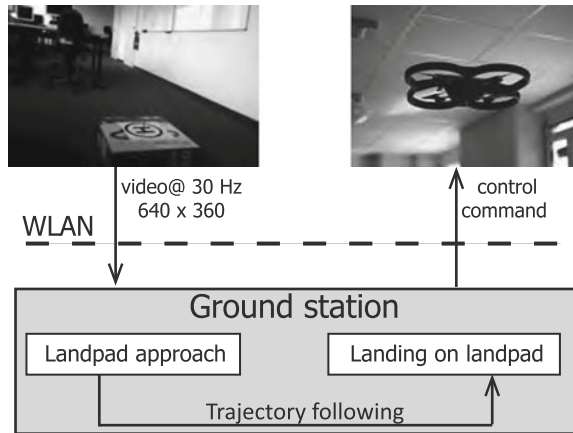 video@ 30 Hz
640 x 360
control
command
WLAN
Ground station
Landpad approach
Landing on landpad
Trajectory following
H